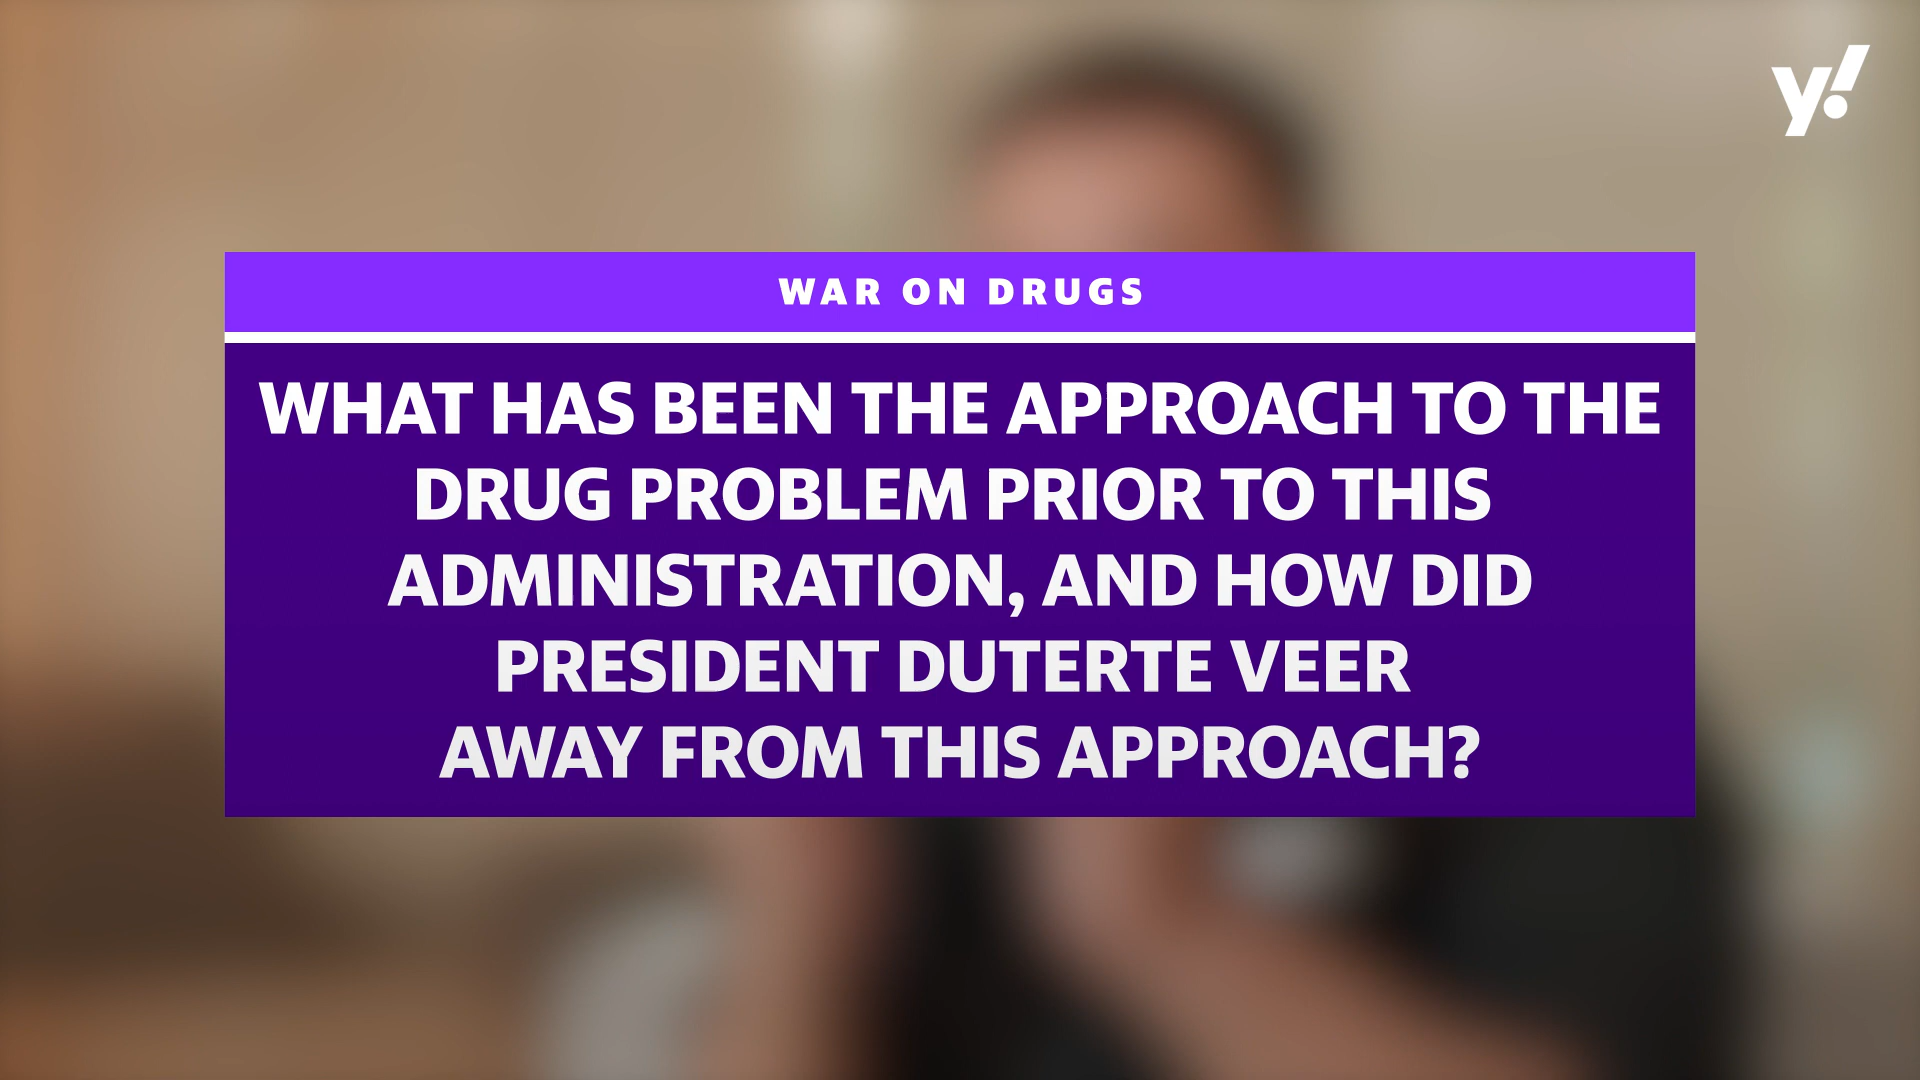 y!
WAR ON DRUGS
WHAT HAS BEEN THE APPROACH TO THE
DRUG PROBLEM PRIOR TO THIS
ADMINISTRATION, AND HOW DID
PRESIDENT DUTERTE VEER
AWAY FROM THIS APPROACH?